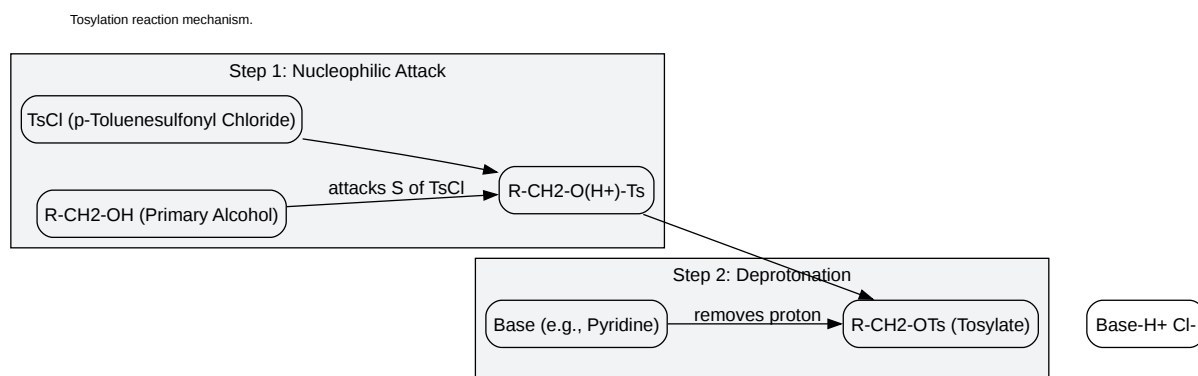 Tosylation reaction mechanism.
Step 1: Nucleophilic Attack
TsCl (p-Toluenesulfonyl Chloride)
attacks S of TsCl
R-CH2-OH (Primary Alcohol)
R-CH2-O(H+)-Ts
Step 2: Deprotonation
Base (e.g., Pyridine)
removes proton
R-CH2-OTs (Tosylate)
Base-H+ Cl-